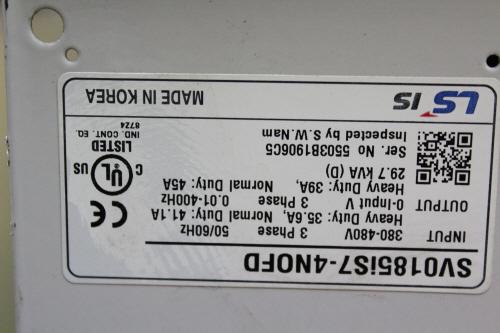 SV0185iS7-4NOFD
INPUT 380-480V 3 Phase 50/60Hz
Heavy Duty: 35.6A, Normal Duty: 41.1A
OUTPUT 0-Input V 3 Phase 0.01-400Hz
Heavy Duty: 39A, Normal Duty: 45A
29.7 kVA (D)
Ser. No 5503B1906C5
Inspected by S.W.Nam
CE
C UL US
LISTED
IND. CONT. EQ.
87Z4
LS IS
MADE IN KOREA